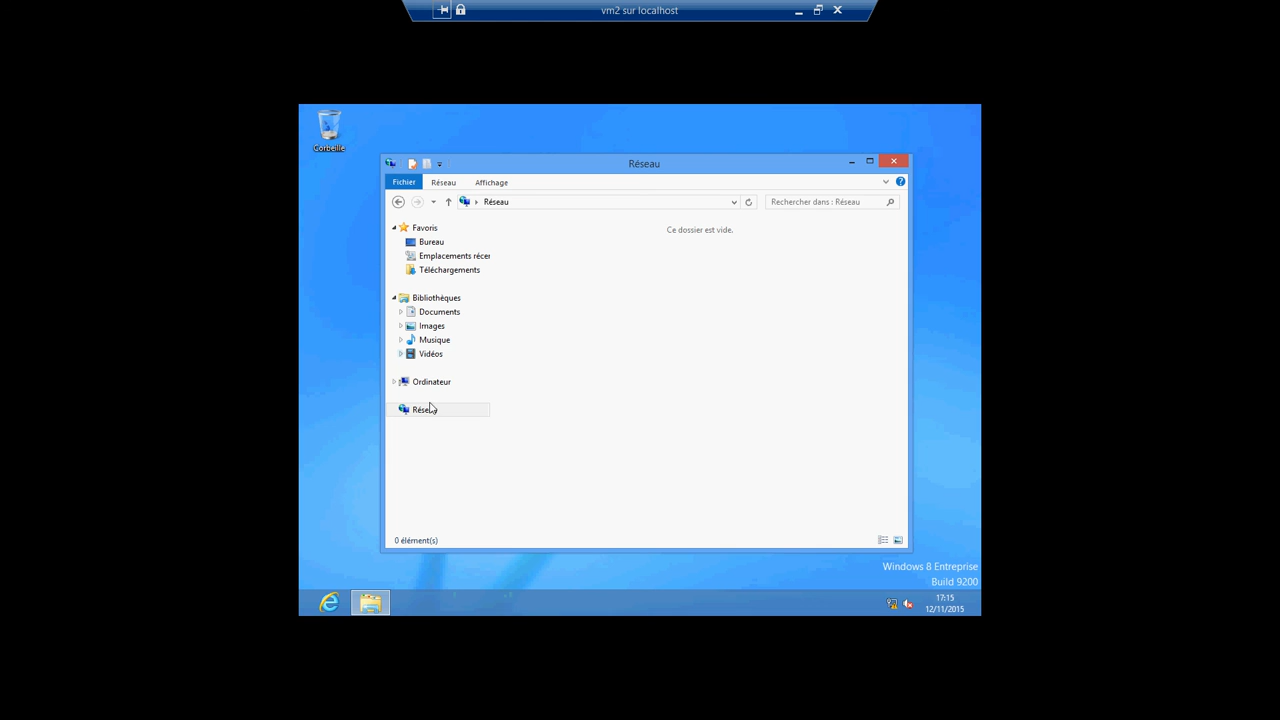 vm2 sur localhost
Corbeille
Réseau
Fichier Réseau Affichage
Réseau
Rechercher dans : Réseau
Favoris
Ce dossier est vide.
Bureau
Emplacements récer
Téléchargements
Bibliothèques
Documents
Images
Musique
Vidéos
Ordinateur
Réseau
0 élément(s)
Windows 8 Entreprise
Build 9200
17:15
12/11/2015